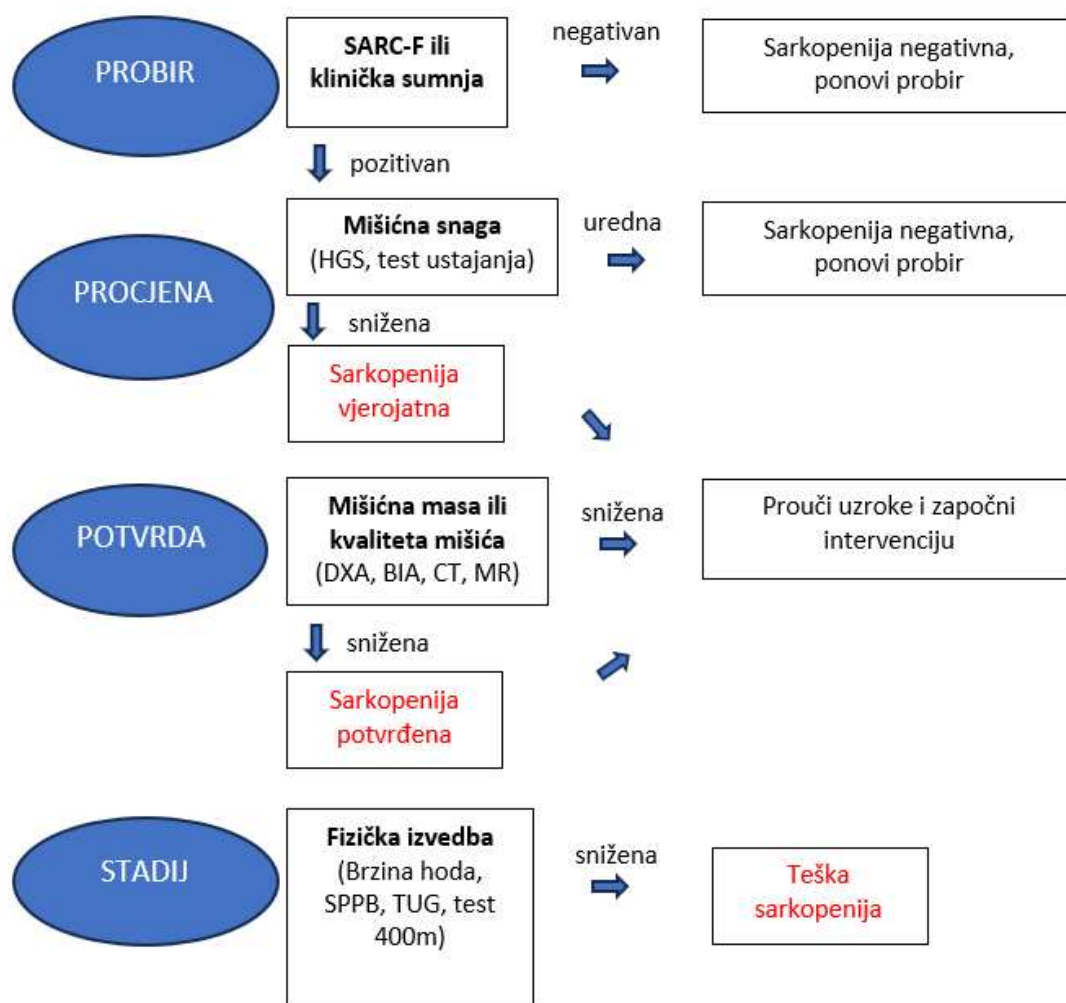 PROBIR
SARC-F ili
klinička sumnja
negativan
Sarkopenija negativna,
ponovi probir
pozitivan
PROCJENA
Mišićna snaga
(HGS, test ustajanja)
uredna
Sarkopenija negativna,
ponovi probir
snižena
Sarkopenija
vjerojatna
POTVRDA
Mišićna masa ili
kvaliteta mišića
(DXA, BIA, CT, MR)
snižena
Prouči uzroke i započni
intervenciju
snižena
Sarkopenija
potvrđena
STADIJ
Fizička izvedba
(Brzina hoda,
SPPB, TUG, test
400m)
snižena
Teška
sarkopenija